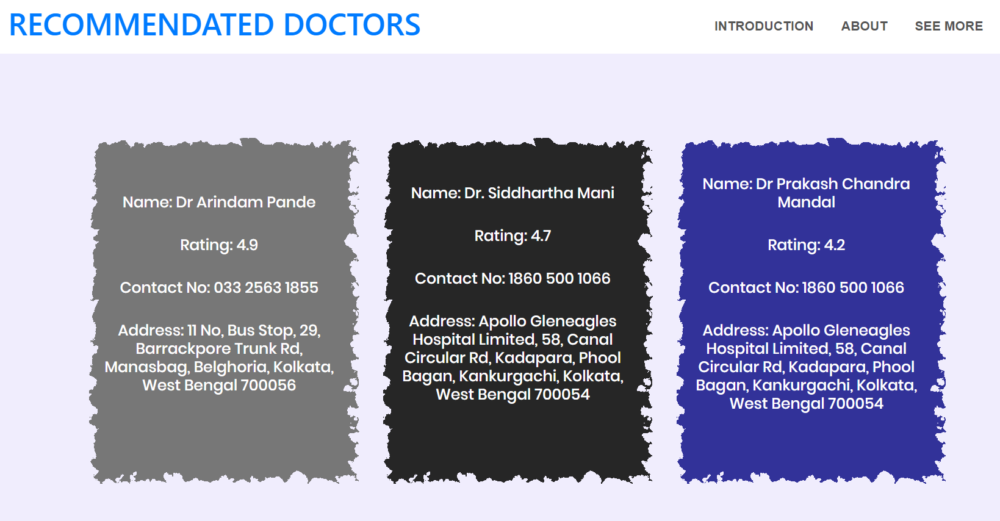 RECOMMENDATED DOCTORS
INTRODUCTION
ABOUT
SEE MORE
Name: Dr Arindam Pande
Rating: 4.9
Contact No: 033 2563 1855
Address: 11 No, Bus Stop, 29,
Barrackpore Trunk Rd,
Manasbag, Belghoria, Kolkata,
West Bengal 700056
Name: Dr. Siddhartha Mani
Rating: 4.7
Contact No: 1860 500 1066
Address: Apollo Gleneagles
Hospital Limited, 58, Canal
Circular Rd, Kadapara, Phool
Bagan, Kankurgachi, Kolkata,
West Bengal 700054
Name: Dr Prakash Chandra
Mandal
Rating: 4.2
Contact No: 1860 500 1066
Address: Apollo Gleneagles
Hospital Limited, 58, Canal
Circular Rd, Kadapara, Phool
Bagan, Kankurgachi, Kolkata,
West Bengal 700054